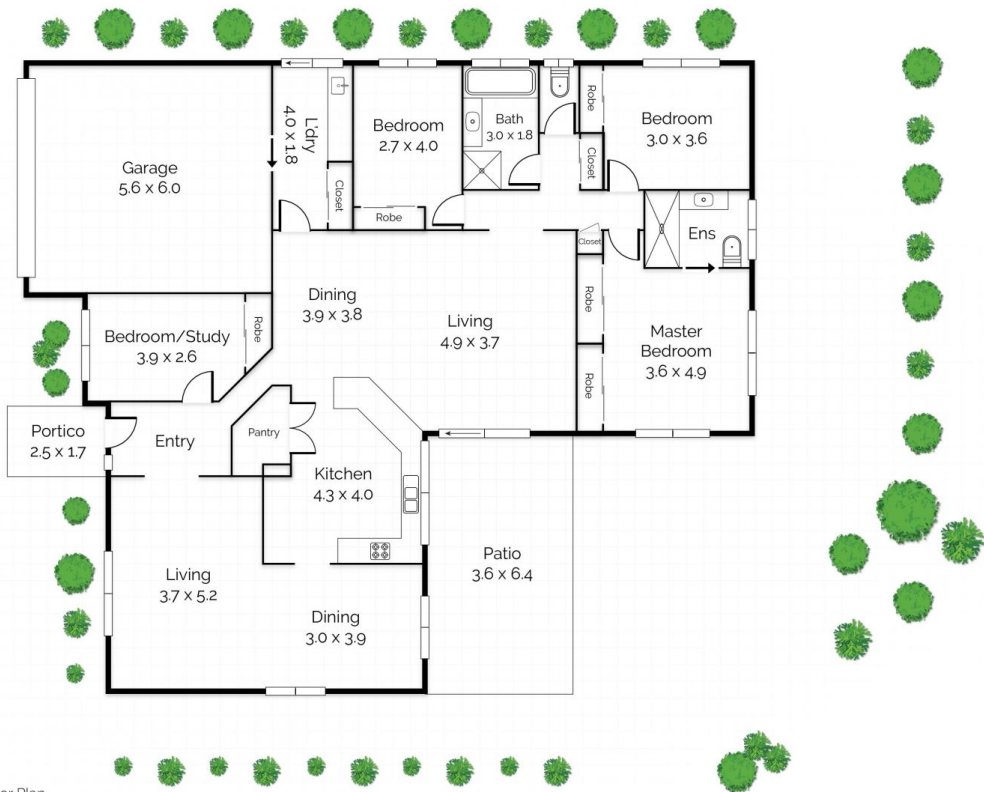 Garage
5.6 x 6.0
L'dry
4.0 x 1.8
Closet
Bedroom
2.7 x 4.0
Robe
Bath
3.0 x 1.8
Robe
Closet
Bedroom
3.0 x 3.6
Ens
Closet
Robe
Robe
Master
Bedroom
3.6 x 4.9
Dining
3.9 x 3.8
Living
4.9 x 3.7
Bedroom/Study
3.9 x 2.6
Robe
Portico
2.5 x 1.7
Entry
Pantry
Kitchen
4.3 x 4.0
Patio
3.6 x 6.4
Living
3.7 x 5.2
Dining
3.0 x 3.9